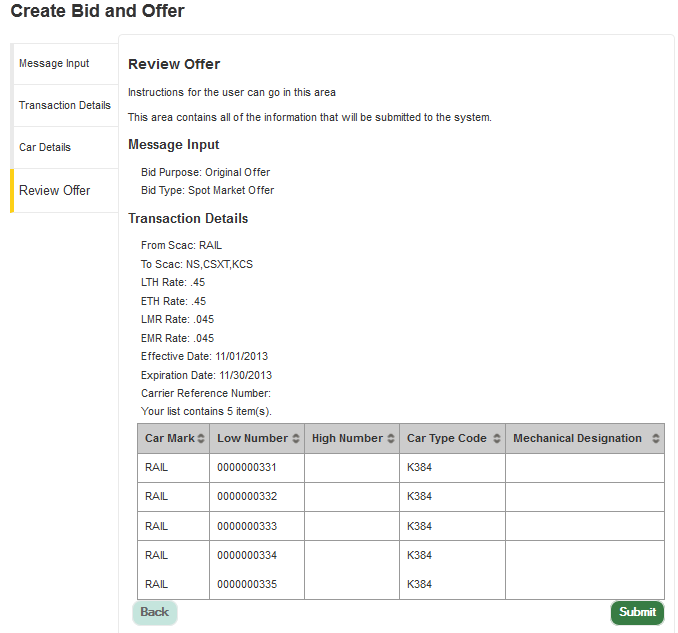 Create Bid and Offer
Message Input
Transaction Details
Car Details
Review Offer
Review Offer
Instructions for the user can go in this area
This area contains all of the information that will be submitted to the system.
Message Input
Bid Purpose: Original Offer
Bid Type: Spot Market Offer
Transaction Details
From Scac: RAIL
To Scac: NS,CSXT,KCS
LTH Rate: .45
ETH Rate: .45
LMR Rate: .045
EMR Rate: .045
Effective Date: 11/01/2013
Expiration Date: 11/30/2013
Carrier Reference Number:
Your list contains 5 item(s).
Car Mark Low Number High Number Car Type Code Mechanical Designation
RAIL 0000000331 K384
RAIL 0000000332 K384
RAIL 0000000333 K384
RAIL 0000000334 K384
RAIL 0000000335 K384
Back Submit